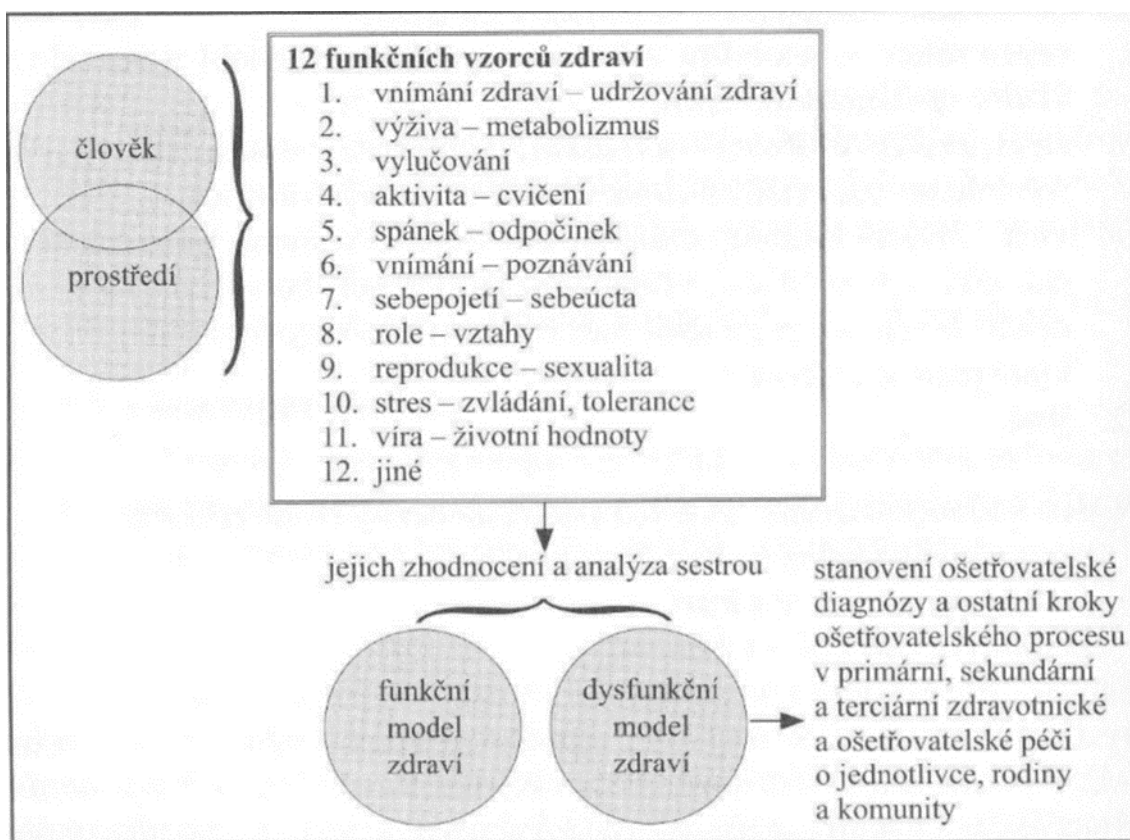 člověk
prostředí
12 funkčních vzorců zdraví
1. vnímání zdraví – udržování zdraví
2. výživa – metabolizmus
3. vylučování
4. aktivita – cvičení
5. spánek – odpočinek
6. vnímání – poznávání
7. sebepojetí – sebeúcta
8. role – vztahy
9. reprodukce – sexualita
10. stres – zvládání, tolerance
11. víra – životní hodnoty
12. jiné
jejich zhodnocení a analýza sestrou
funkční
model
zdraví
dysfunkční
model
zdraví
stanovení ošetřovatelské
diagnózy a ostatní kroky
ošetřovatelského procesu
v primární, sekundární
a terciární zdravotnické
a ošetřovatelské péči
o jednotlivce, rodiny
a komunity